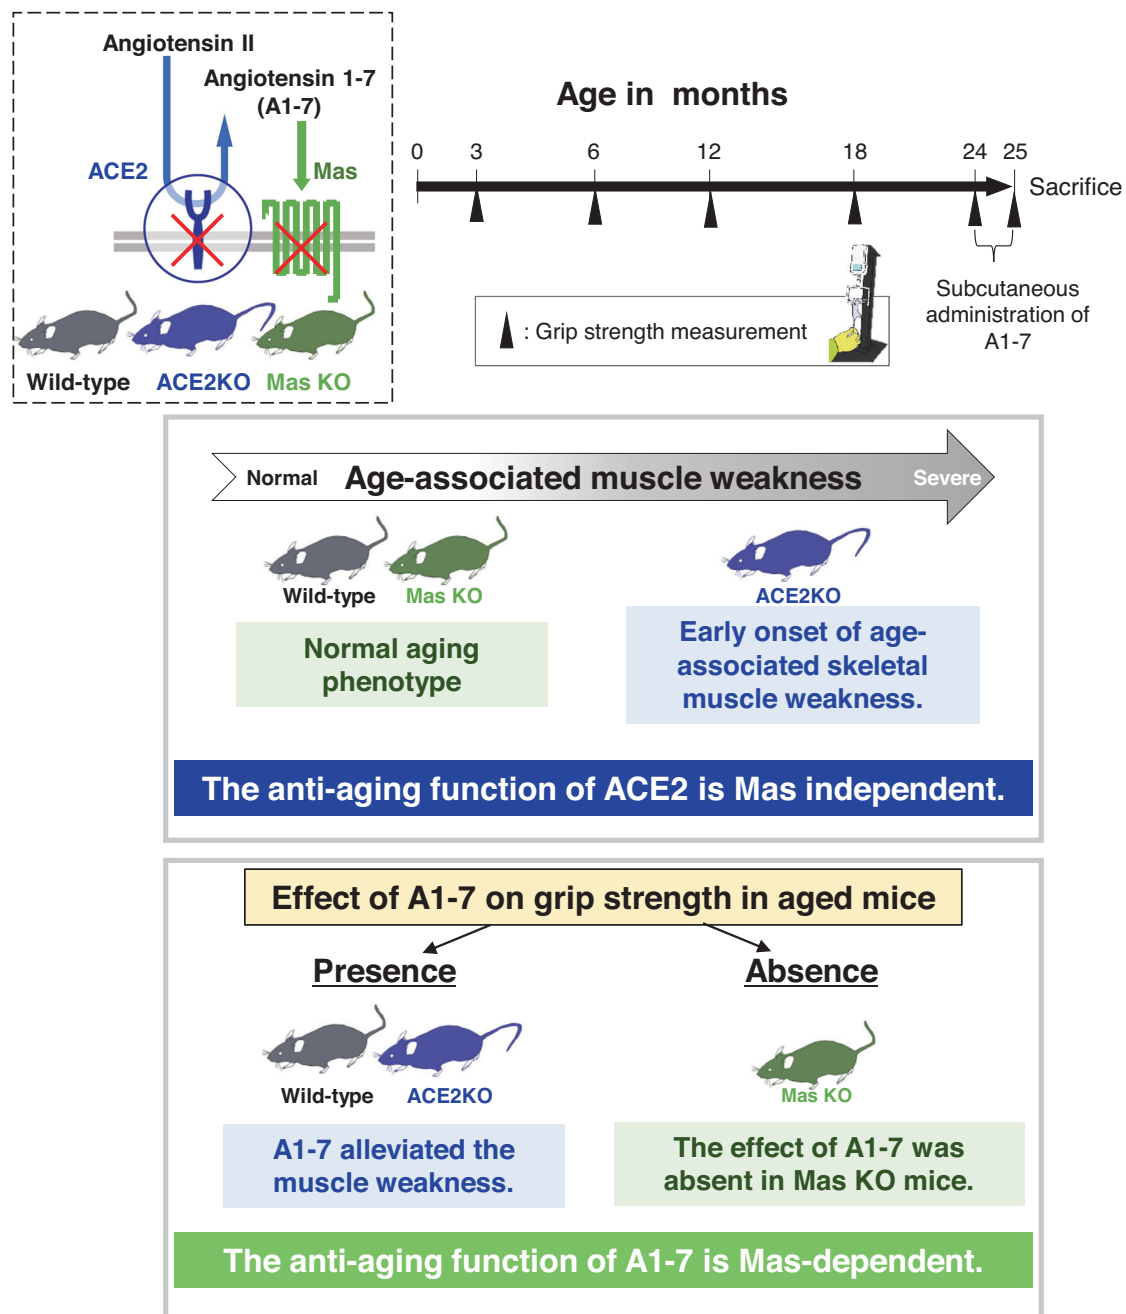 Angiotensin II
Angiotensin 1-7
(A1-7)
ACE2
Mas
Wild-type
ACE2KO
Mas KO
Age in months
0 3 6 12 18 24 25
Sacrifice
: Grip strength measurement
Subcutaneous
administration of
A1-7
Normal
Age-associated muscle weakness
Severe
Wild-type
Mas KO
ACE2KO
Normal aging
phenotype
Early onset of age-
associated skeletal
muscle weakness.
The anti-aging function of ACE2 is Mas independent.
Effect of A1-7 on grip strength in aged mice
Presence
Absence
Wild-type
ACE2KO
Mas KO
A1-7 alleviated the
muscle weakness.
The effect of A1-7 was
absent in Mas KO mice.
The anti-aging function of A1-7 is Mas-dependent.